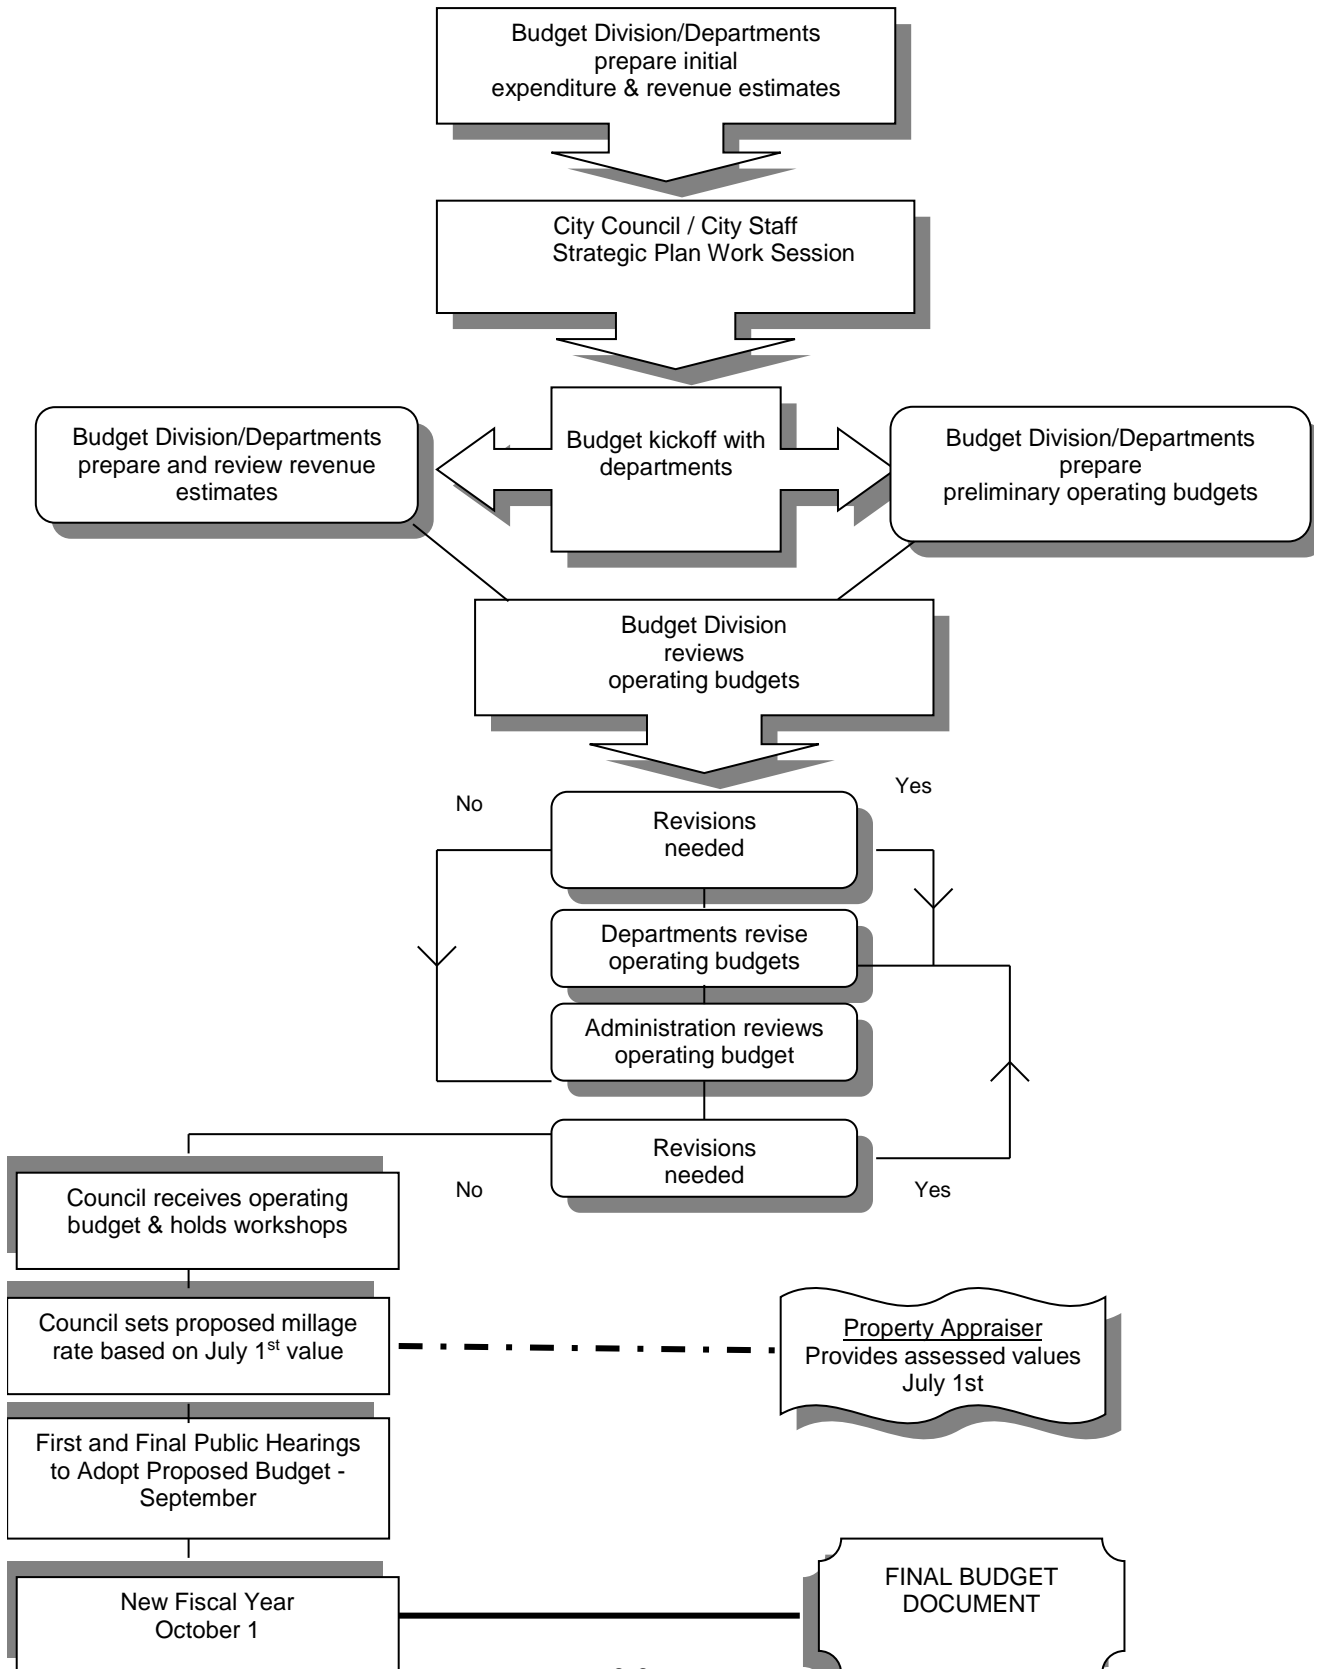 Budget Division/Departments
prepare initial
expenditure & revenue estimates
City Council / City Staff
Strategic Plan Work Session
Budget Division/Departments
prepare and review revenue
estimates
Budget kickoff with
departments
Budget Division/Departments
prepare
preliminary operating budgets
Budget Division
reviews
operating budgets
No
Yes
Revisions
needed
Departments revise
operating budgets
Administration reviews
operating budget
Revisions
needed
No
Yes
Council receives operating
budget & holds workshops
Council sets proposed millage
rate based on July 1st value
Property Appraiser
Provides assessed values
July 1st
First and Final Public Hearings
to Adopt Proposed Budget -
September
New Fiscal Year
October 1
FINAL BUDGET
DOCUMENT